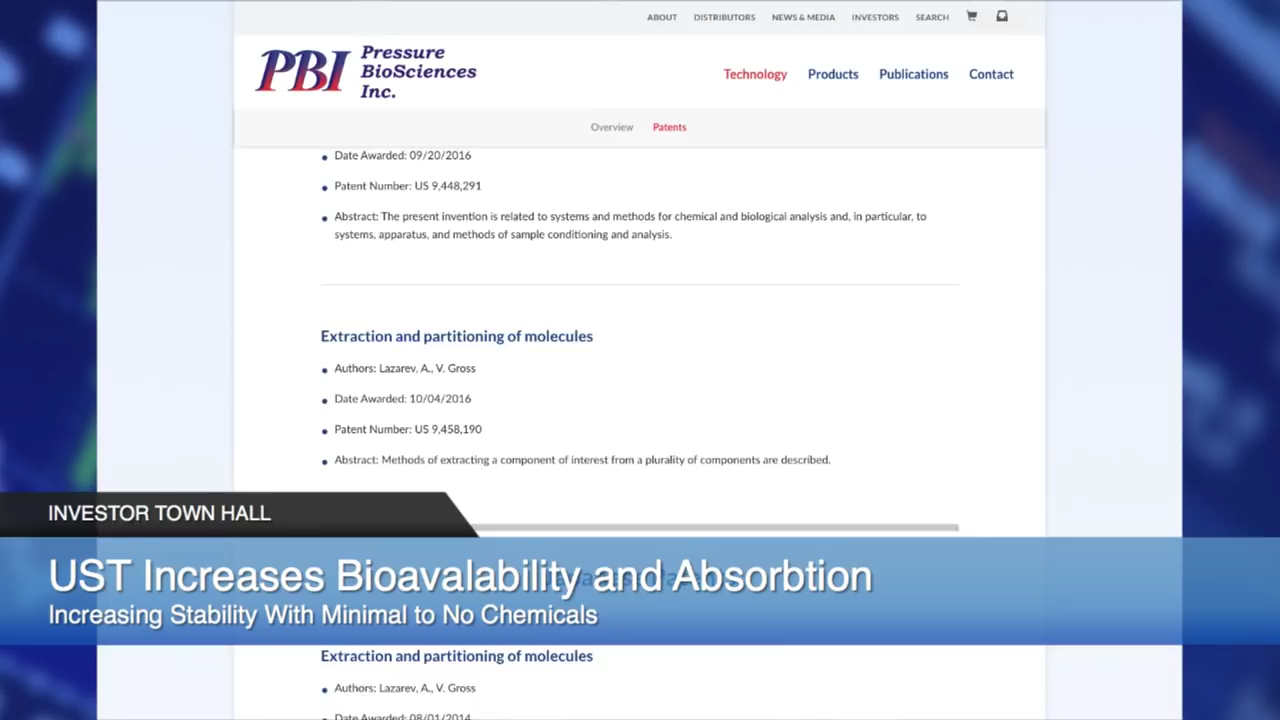 ABOUT DISTRIBUTORS NEWS & MEDIA INVESTORS SEARCH
PBI Pressure
BioSciences
Inc.
Technology Products Publications Contact
Overview Patents
Date Awarded: 09/20/2016
Patent Number: US 9,448,291
Abstract: The present invention is related to systems and methods for chemical and biological analysis and, in particular, to
systems, apparatus, and methods of sample conditioning and analysis.
Extraction and partitioning of molecules
Authors: Lazarev, A., V. Gross
Date Awarded: 10/04/2016
Patent Number: US 9,458,190
Abstract: Methods of extracting a component of interest from a plurality of components are described.
INVESTOR TOWN HALL
UST Increases Bioavalability and Absorbtion
Increasing Stability With Minimal to No Chemicals
Extraction and partitioning of molecules
Authors: Lazarev, A., V. Gross
Date Awarded: 08/01/2014